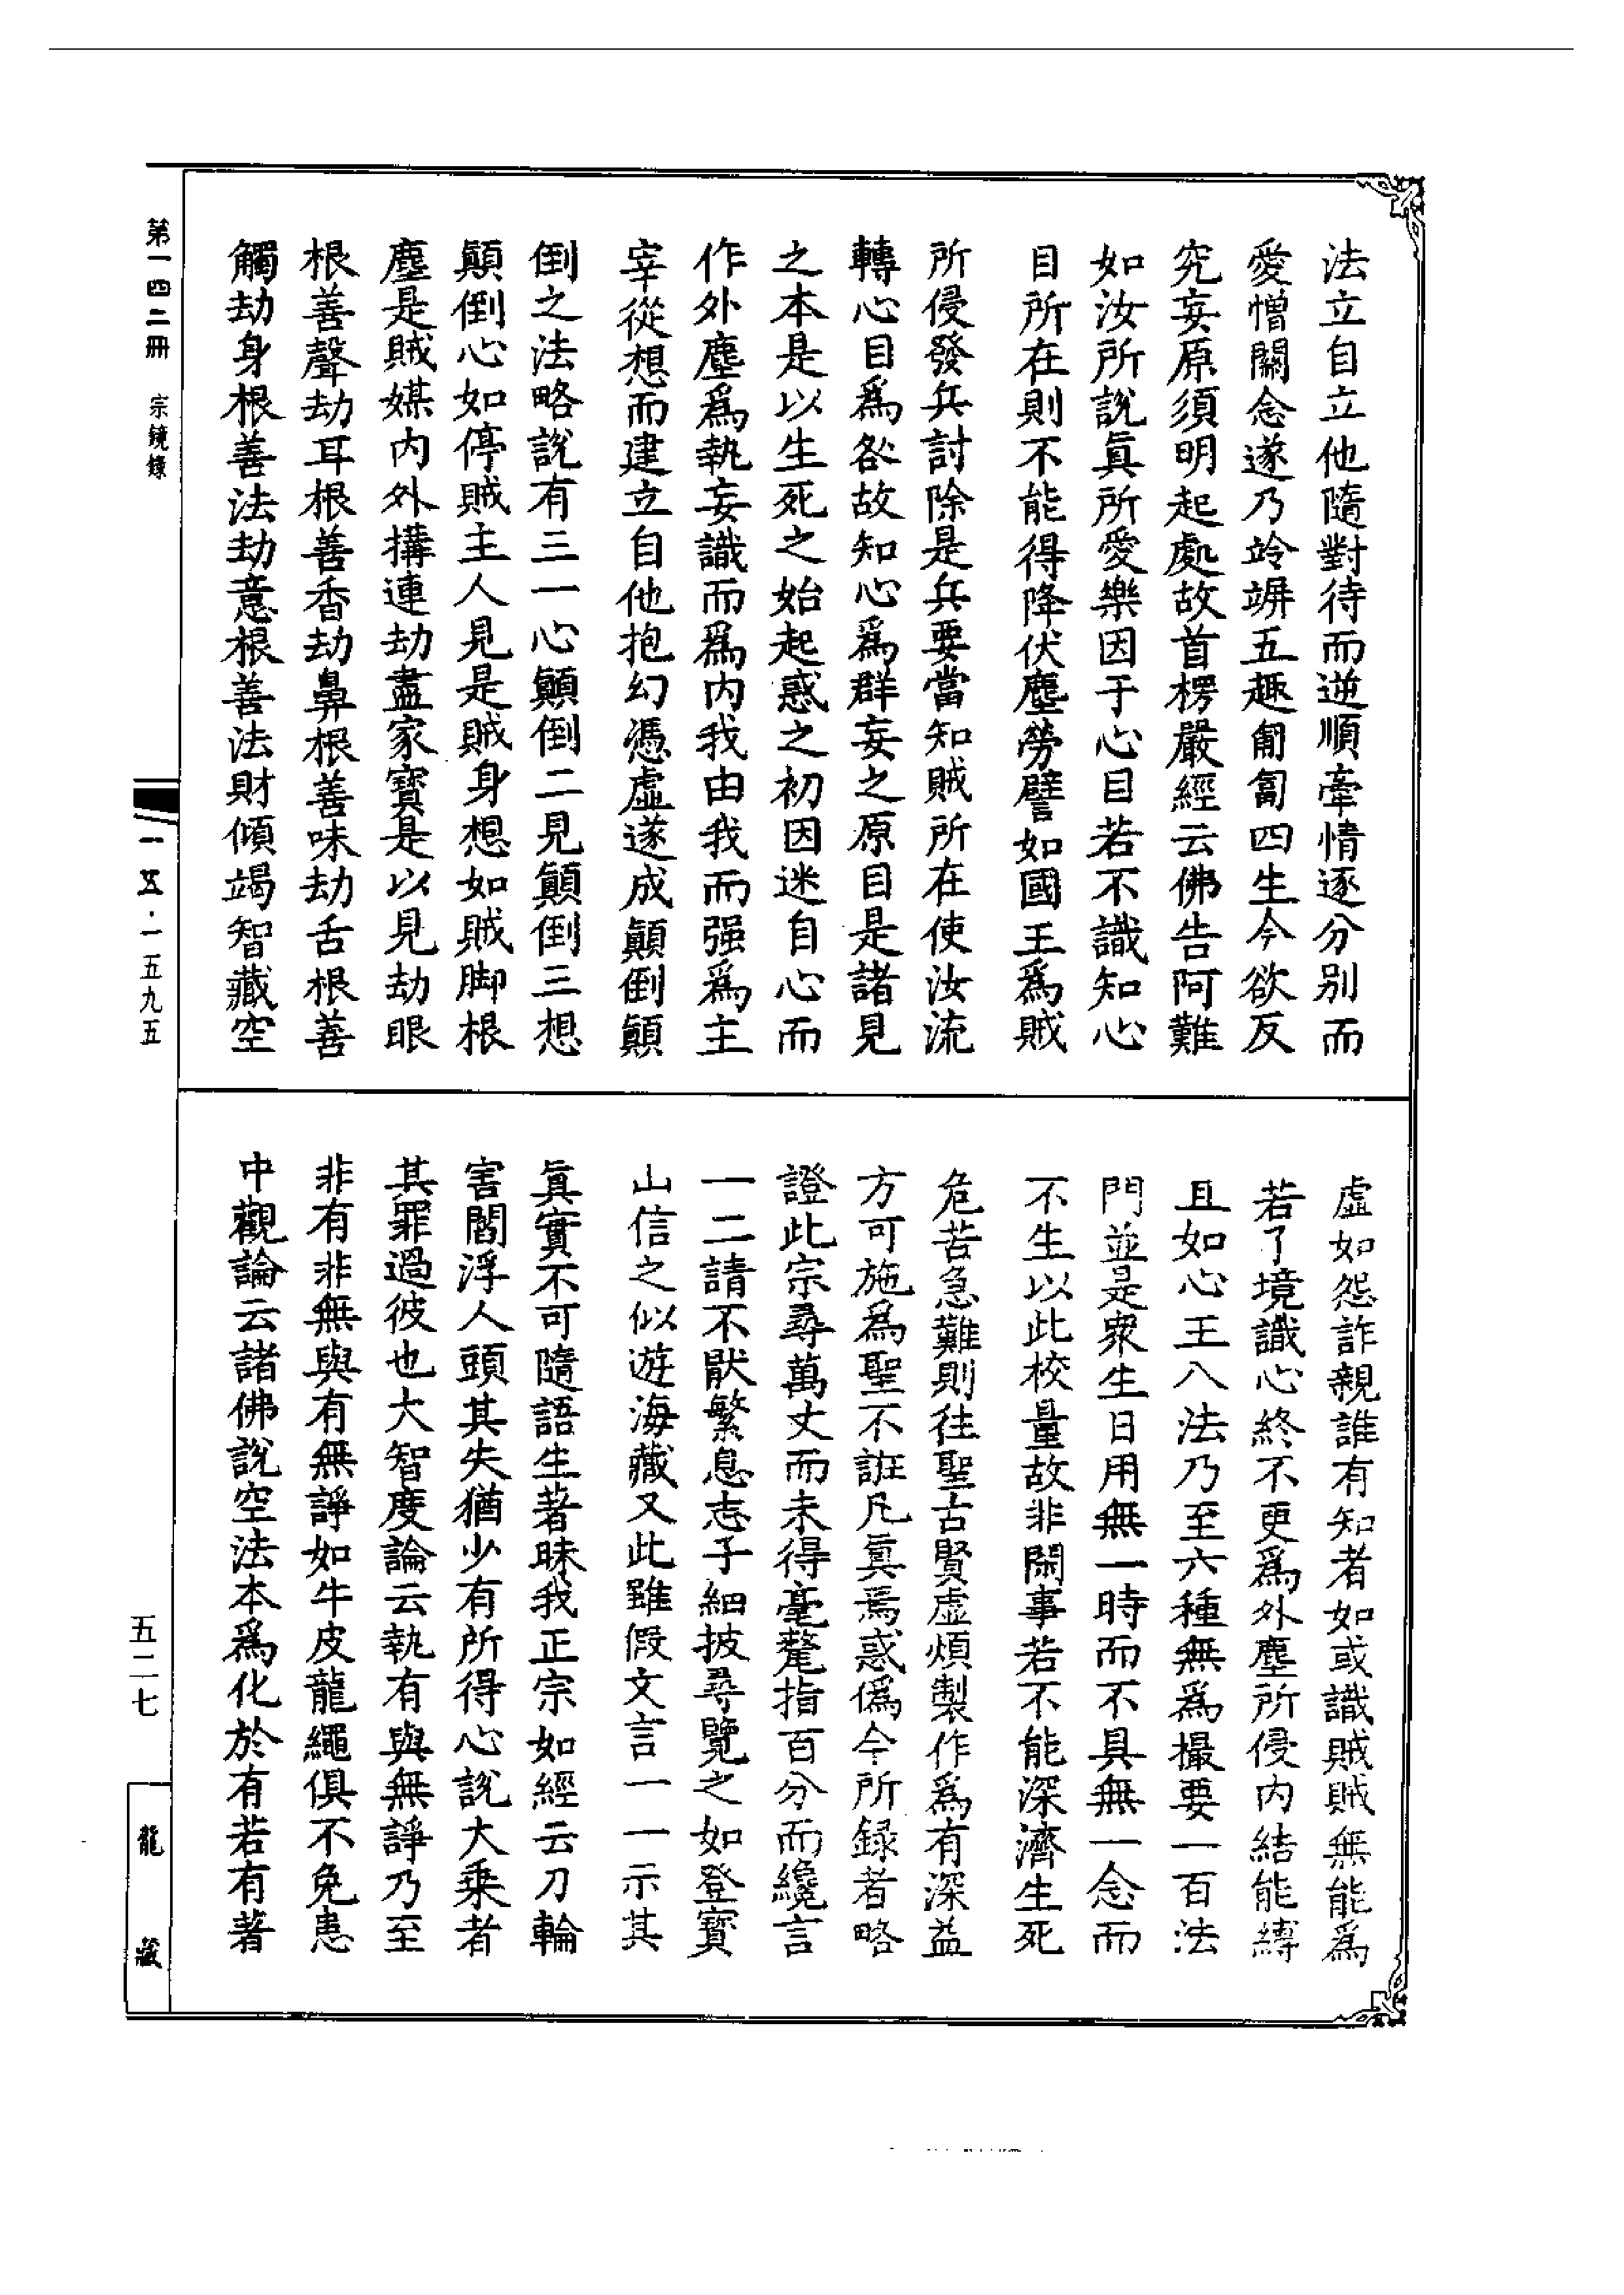 法立自立他隨對待而逆順牽情逐分別而
愛憎關念遂乃竛竮五趣匍匐四生今欲反
究妄原須明起處故首楞嚴經云佛告阿難
如汝所說眞所愛樂因于心目若不識知心
目所在則不能得降伏塵勞譬如國王爲賊
所侵發兵討除是兵要當知賊所在使汝流
轉心目爲咎故知心爲群妄之原目是諸見
之本是以生死之始起惑之初因迷自心而
作外塵爲執妄識而爲内我由我而强爲主
宰從想而建立自他抱幻憑虛遂成顚倒顚
倒之法略說有三一心顚倒二見顚倒三想
顚倒心如停賊主人見是賊身想如賊脚根
塵是賊媒内外搆連劫盡家寶是以見劫眼
根善聲劫耳根善香劫鼻根善味劫舌根善
觸劫身根善法劫意根善法財傾竭智藏空
虛如怨詐親誰有知者如或識賊賊無能爲
若了境識心終不更爲外塵所侵内結能縛
且如心王八法乃至六種無爲撮要一百法
門並是衆生日用無一時而不具無一念而
不生以此校量故非閑事若不能深濟生死
危苦急難則往聖古賢虛煩製作爲有深益
方可施爲聖不誑凡眞焉惑僞今所録者略
證此宗尋萬丈而未得毫氂指百分而纔言
一二請不厭繁息志子細披尋覽之如登寶
山信之似遊海藏又此雖假文言一一示其
眞實不可隨語生著昧我正宗如經云刀輪
害閻浮人頭其失猶少有所得心說大乘者
其罪過彼也大智度論云執有與無諍乃至
非有非無與有無諍如牛皮龍繩俱不免患
中觀論云諸佛說空法本爲化於有若有著
第一四二冊 宗鏡錄
一五·一五九五
五二七
龍藏